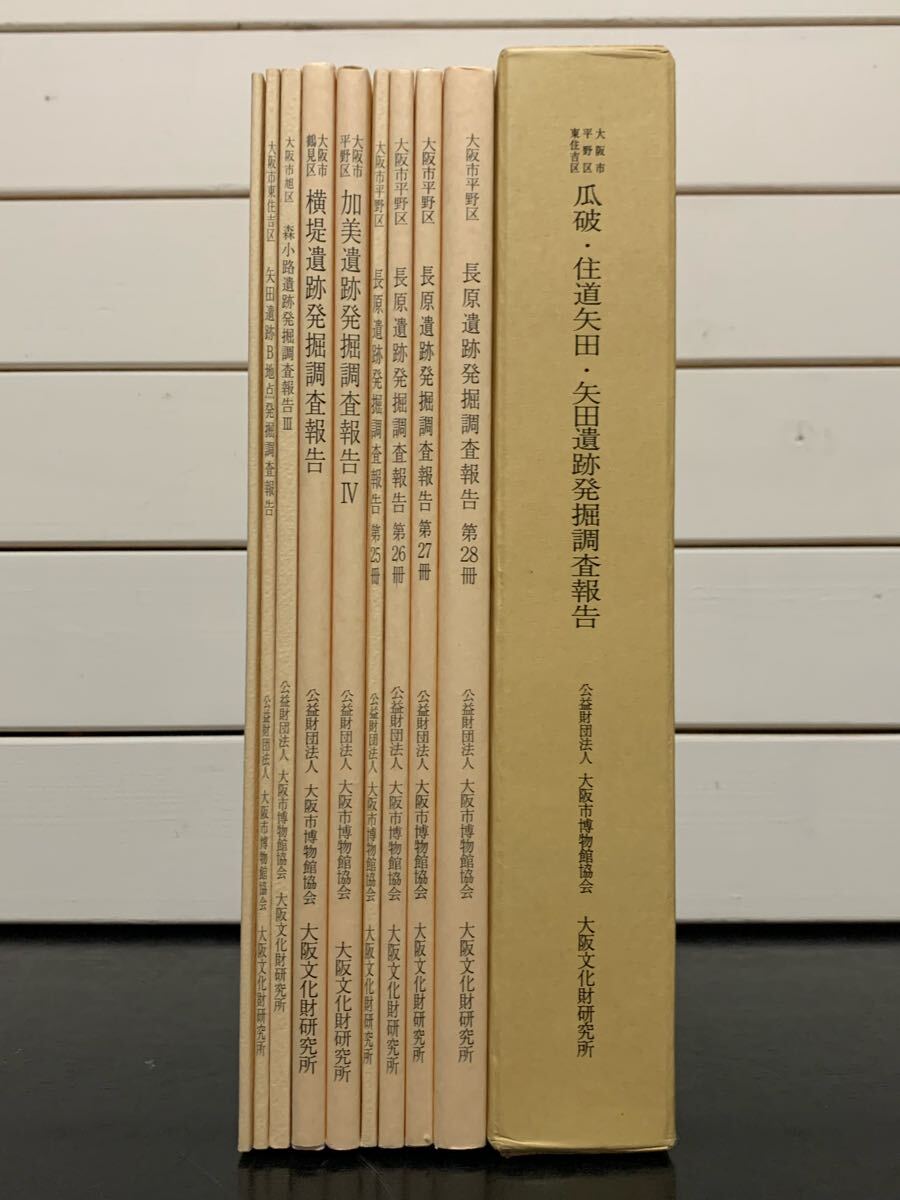 大阪市
平野区
東住吉区
瓜破・住道矢田・矢田遺跡発掘調査報告
公益財団法人 大阪市博物館協会 大阪文化財研究所
大阪市平野区 長原遺跡発掘調査報告 第28冊
公益財団法人 大阪市博物館協会 大阪文化財研究所
大阪市平野区 長原遺跡発掘調査報告 第27冊
公益財団法人 大阪市博物館協会 大阪文化財研究所
大阪市平野区 長原遺跡発掘調査報告 第26冊
公益財団法人 大阪市博物館協会 大阪文化財研究所
大阪市平野区 長原遺跡発掘調査報告 第25冊
公益財団法人 大阪市博物館協会 大阪文化財研究所
大阪市
平野区
加美遺跡発掘調査報告Ⅳ
公益財団法人 大阪市博物館協会 大阪文化財研究所
大阪市
鶴見区
横堤遺跡発掘調査報告
公益財団法人 大阪市博物館協会 大阪文化財研究所
大阪市旭区 森小路遺跡発掘調査報告Ⅲ
公益財団法人 大阪市博物館協会 大阪文化財研究所
大阪市東住吉区 矢田遺跡B地点発掘調査報告
公益財団法人 大阪市博物館協会 大阪文化財研究所